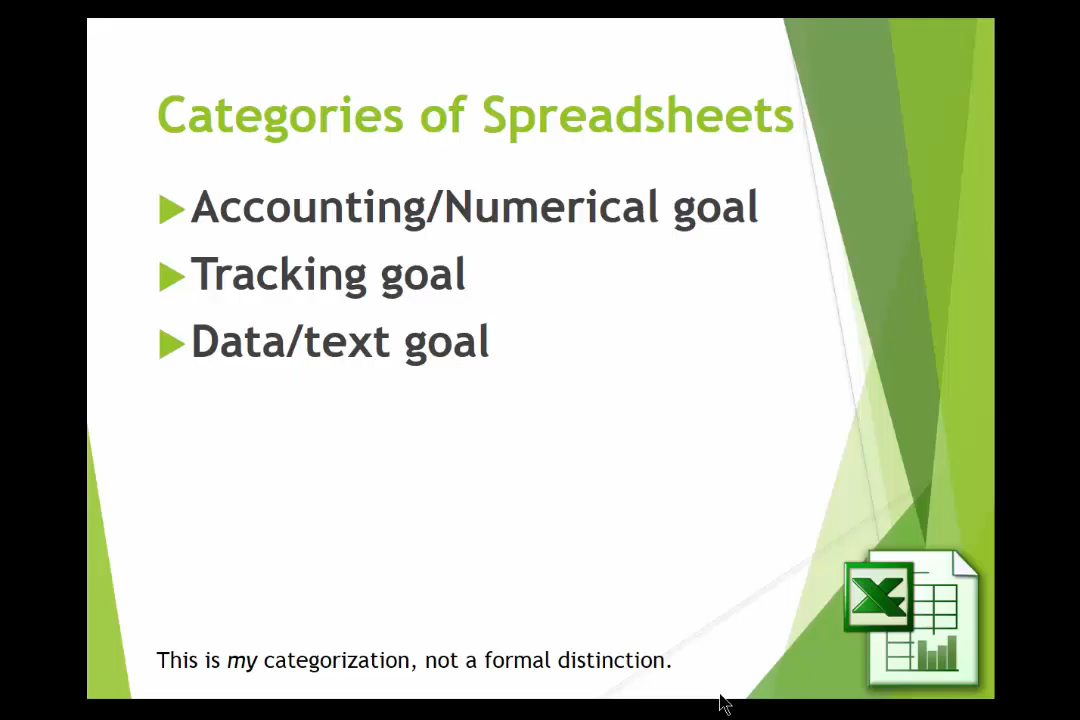 Categories of Spreadsheets
Accounting/Numerical goal
Tracking goal
Data/text goal
This is my categorization, not a formal distinction.